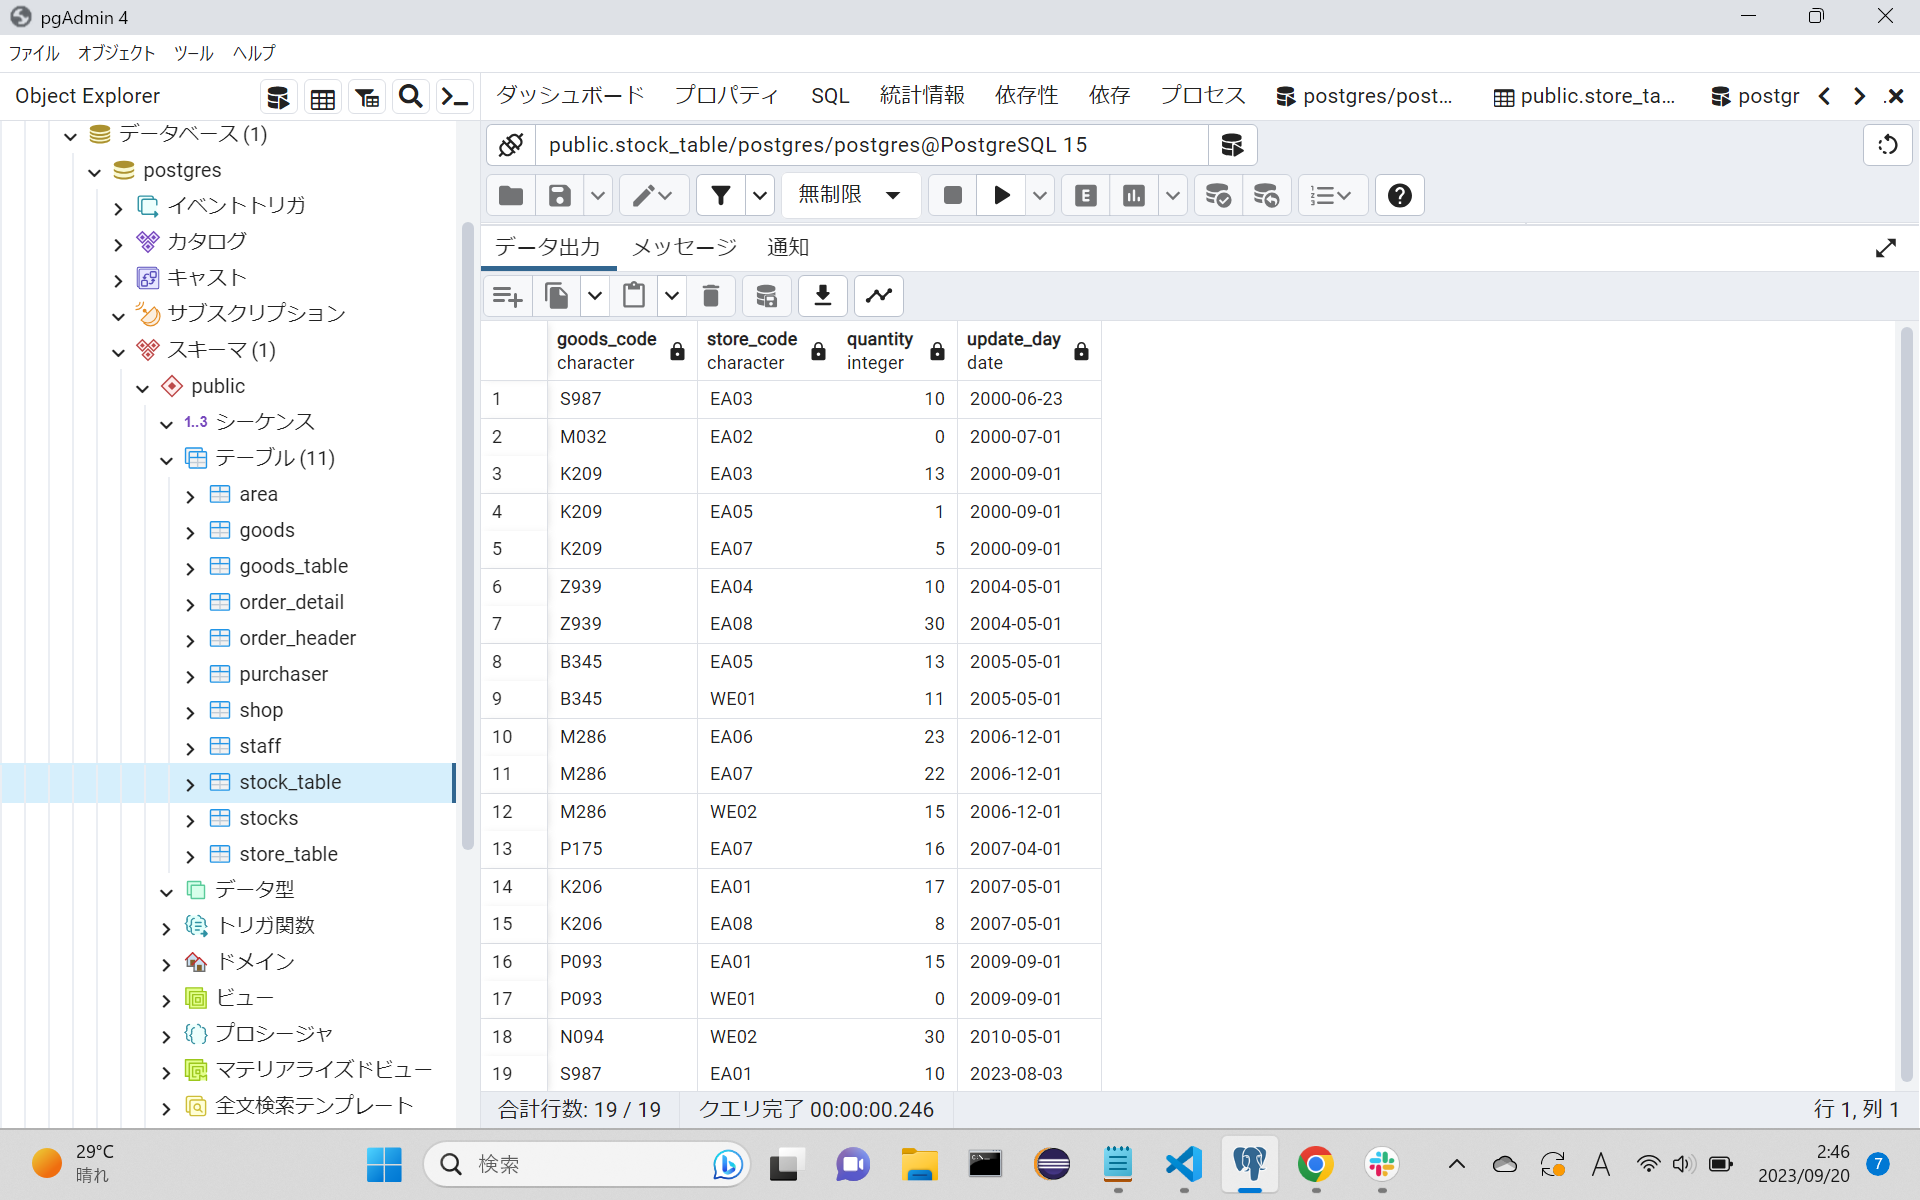 pgAdmin 4
ファイル オブジェクト ツール ヘルプ
Object Explorer
ダッシュボード プロパティ SQL 統計情報 依存性 依存 プロセス postgres/post... public.store_ta... postgr
データベース (1)
postgres
イベントトリガ
カタログ
キャスト
サブスクリプション
スキーマ (1)
public
1..3 シーケンス
テーブル (11)
area
goods
goods_table
order_detail
order_header
purchaser
shop
staff
stock_table
stocks
store_table
データ型
トリガ関数
ドメイン
ビュー
プロシージャ
マテリアライズドビュー
全文検索テンプレート
public.stock_table/postgres/postgres@PostgreSQL 15
無制限
E
データ出力 メッセージ 通知
goods_code store_code quantity update_day
character character integer date
1 S987 EA03 10 2000-06-23
2 M032 EA02 0 2000-07-01
3 K209 EA03 13 2000-09-01
4 K209 EA05 1 2000-09-01
5 K209 EA07 5 2000-09-01
6 Z939 EA04 10 2004-05-01
7 Z939 EA08 30 2004-05-01
8 B345 EA05 13 2005-05-01
9 B345 WE01 11 2005-05-01
10 M286 EA06 23 2006-12-01
11 M286 EA07 22 2006-12-01
12 M286 WE02 15 2006-12-01
13 P175 EA07 16 2007-04-01
14 K206 EA01 17 2007-05-01
15 K206 EA08 8 2007-05-01
16 P093 EA01 15 2009-09-01
17 P093 WE01 0 2009-09-01
18 N094 WE02 30 2010-05-01
19 S987 EA01 10 2023-08-03
合計行数: 19 / 19 クエリ完了 00:00:00.246 行 1, 列 1
29°C
晴れ
検索
A
2:46
2023/09/20
7